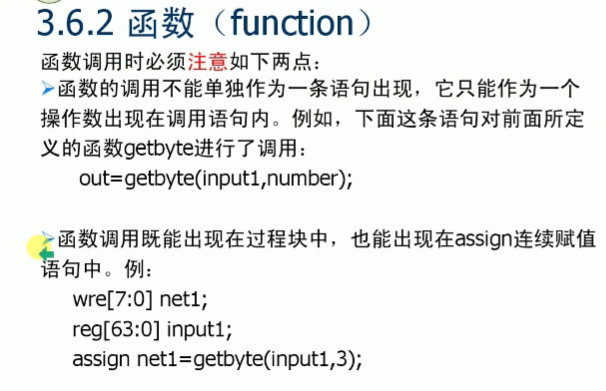 3.6.2 函数（function）
函数调用时必须注意如下两点：
➢函数的调用不能单独作为一条语句出现，它只能作为一个
操作数出现在调用语句内。例如，下面这条语句对前面所定
义的函数getbyte进行了调用：
out=getbyte(input1,number);
➢函数调用既能出现在过程块中，也能出现在assign连续赋值
语句中。例：
wre[7:0] net1;
reg[63:0] input1;
assign net1=getbyte(input1,3);